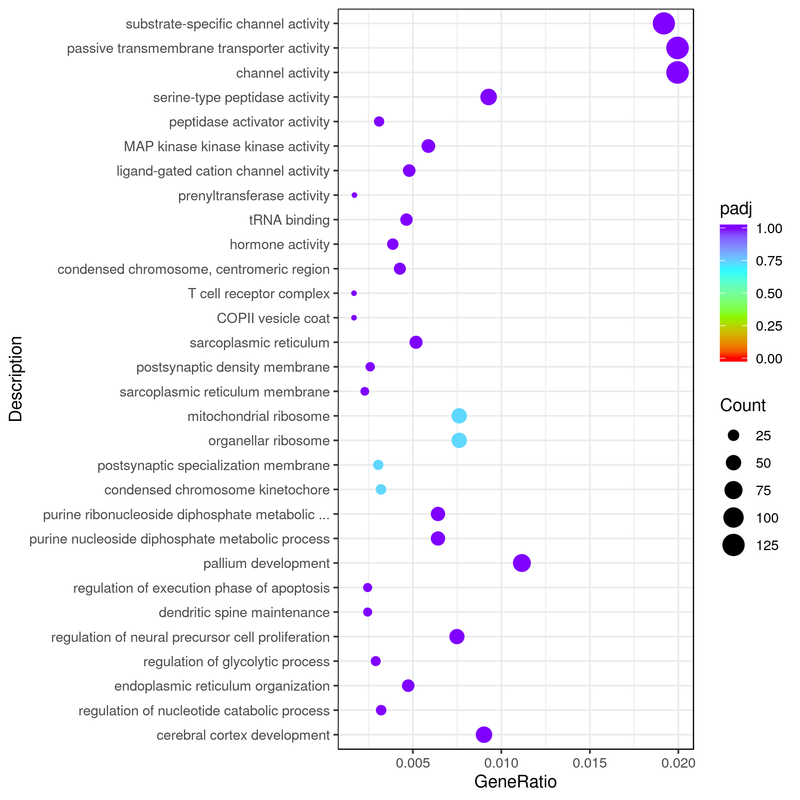 substrate-specific channel activity
passive transmembrane transporter activity
channel activity
serine-type peptidase activity
peptidase activator activity
MAP kinase kinase kinase activity
ligand-gated cation channel activity
prenyltransferase activity
tRNA binding
hormone activity
condensed chromosome, centromeric region
T cell receptor complex
COPII vesicle coat
sarcoplasmic reticulum
postsynaptic density membrane
sarcoplasmic reticulum membrane
mitochondrial ribosome
organellar ribosome
postsynaptic specialization membrane
condensed chromosome kinetochore
purine ribonucleoside diphosphate metabolic ...
purine nucleoside diphosphate metabolic process
pallium development
regulation of execution phase of apoptosis
dendritic spine maintenance
regulation of neural precursor cell proliferation
regulation of glycolytic process
endoplasmic reticulum organization
regulation of nucleotide catabolic process
cerebral cortex development
Description
0.005 0.010 0.015 0.020
GeneRatio
padj
1.00
0.75
0.50
0.25
0.00
Count
25
50
75
100
125